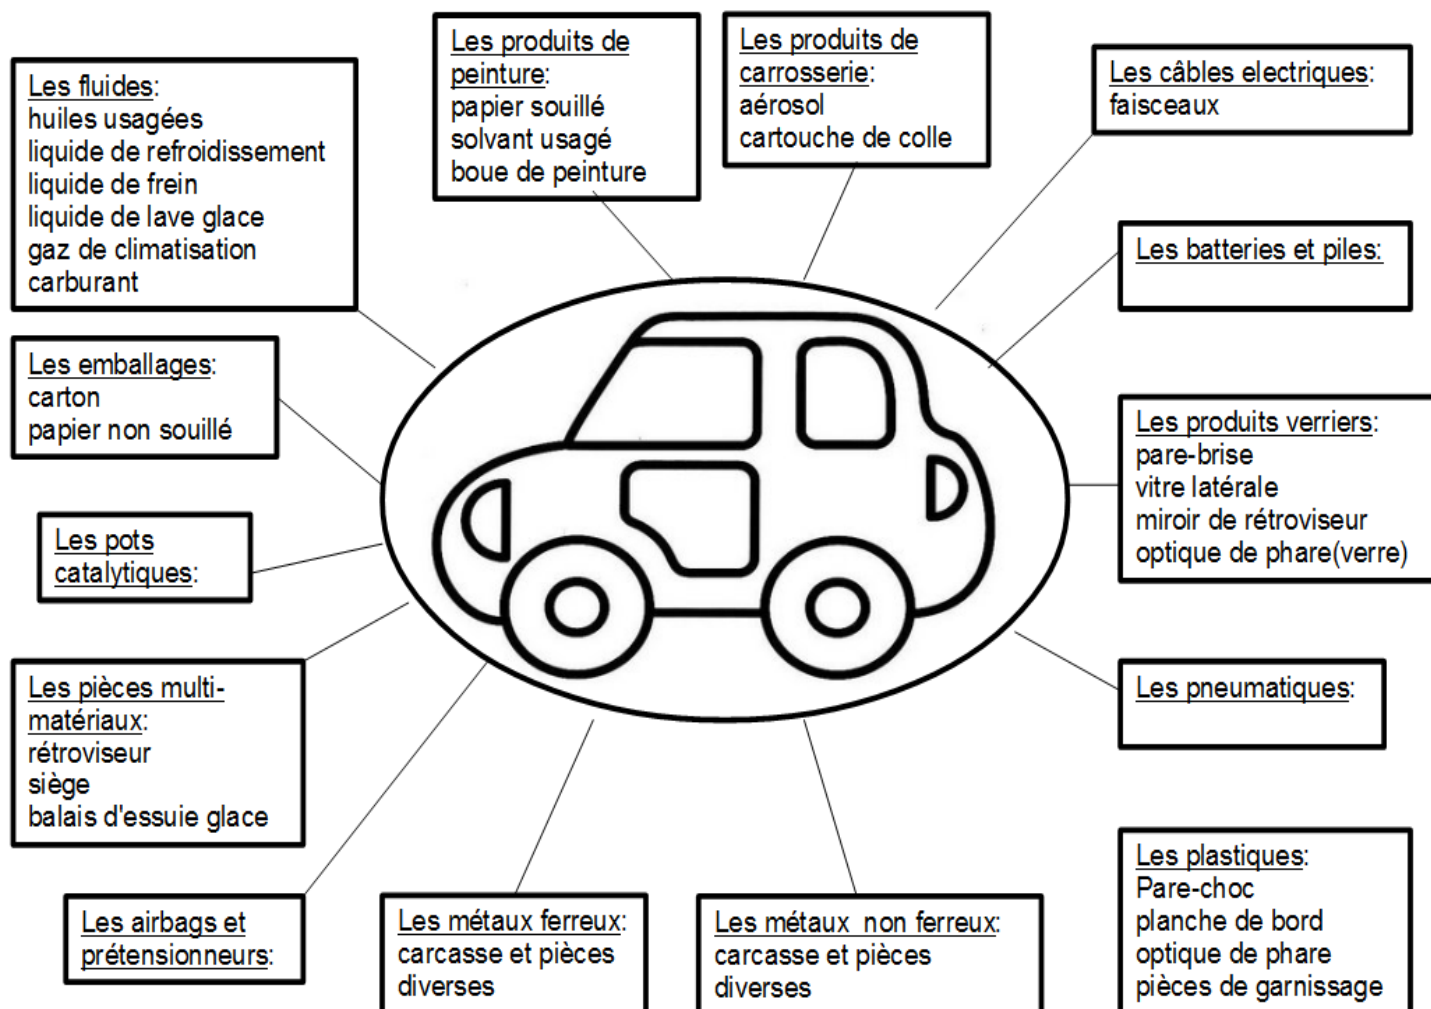 Les fluides:
huiles usagées
liquide de refroidissement
liquide de frein
liquide de lave glace
gaz de climatisation
carburant
Les produits de
peinture:
papier souillé
solvant usagé
boue de peinture
Les produits de
carrosserie:
aérosol
cartouche de colle
Les câbles electriques:
faisceaux
Les batteries et piles:
Les emballages:
carton
papier non souillé
Les produits verriers:
pare-brise
vitre latérale
miroir de rétroviseur
optique de phare(verre)
Les pots
catalytiques:
Les pièces multi-
matériaux:
rétroviseur
siège
balais d'essuie glace
Les pneumatiques:
Les airbags et
prétensionneurs:
Les métaux ferreux:
carcasse et pièces
diverses
Les métaux  non ferreux:
carcasse et pièces
diverses
Les plastiques:
Pare-choc
planche de bord
optique de phare
pièces de garnissage